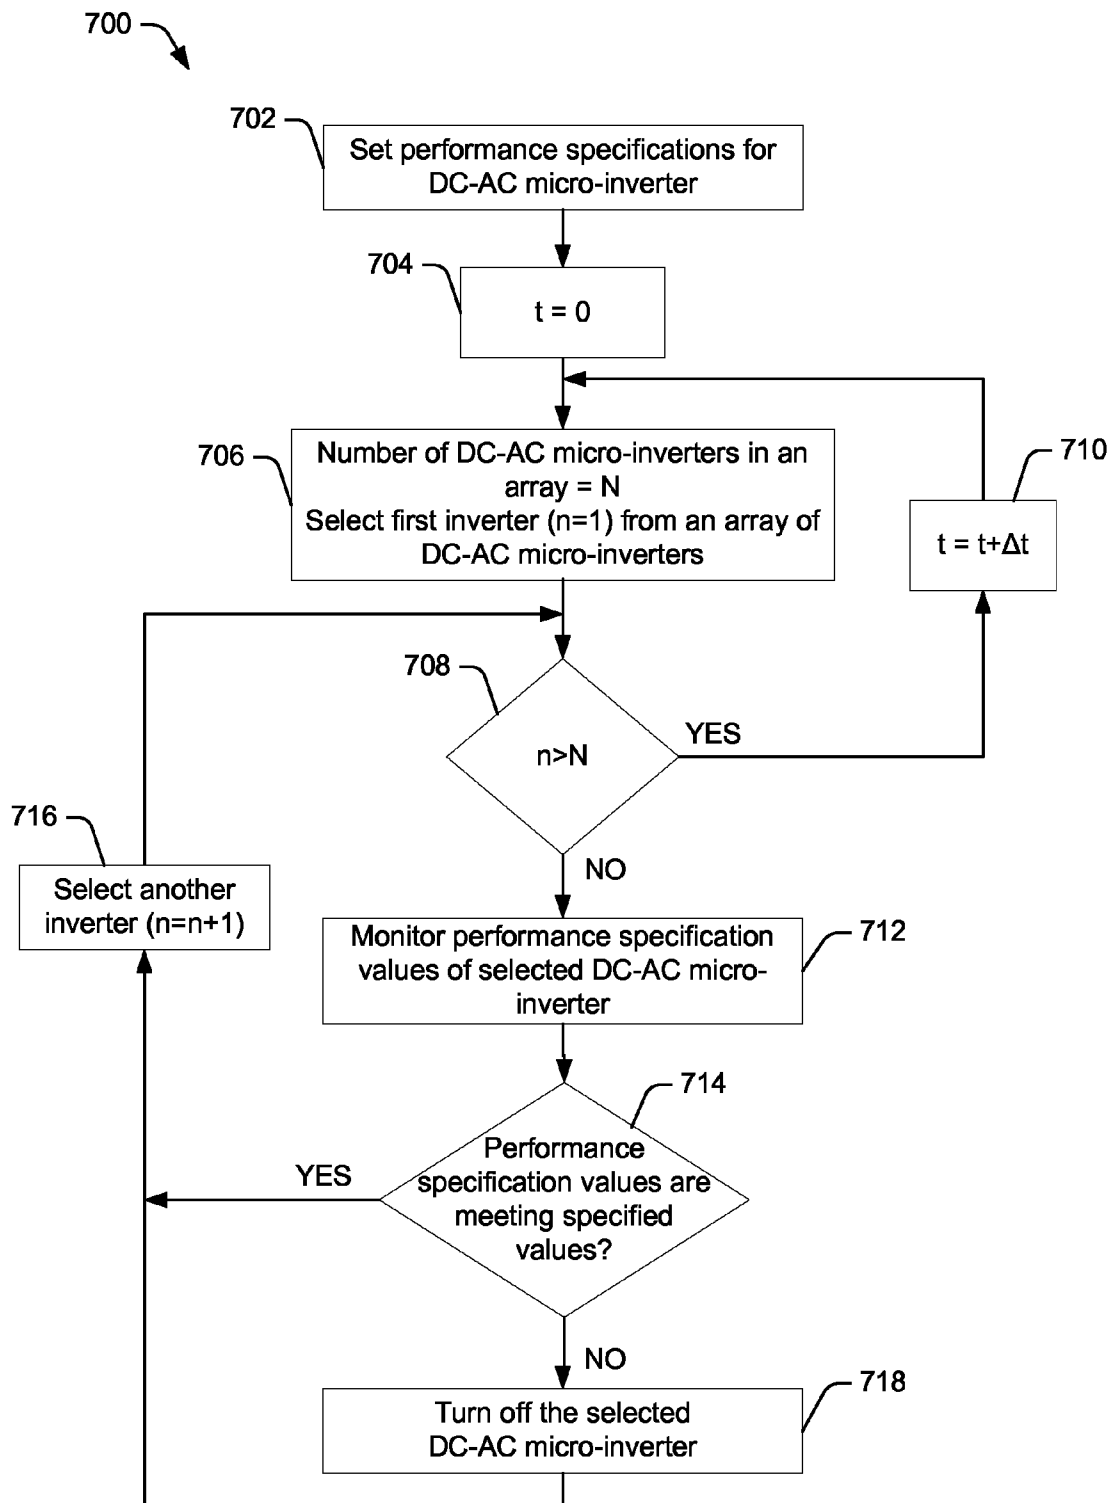 700
702
Set performance specifications for
DC-AC micro-inverter
704
t = 0
706
Number of DC-AC micro-inverters in an
array = N
Select first inverter (n=1) from an array of
DC-AC micro-inverters
710
t = t+Δt
708
n>N
YES
NO
716
Select another
inverter (n=n+1)
712
Monitor performance specification
values of selected DC-AC micro-
inverter
714
Performance
specification values are
meeting specified
values?
YES
NO
718
Turn off the selected
DC-AC micro-inverter